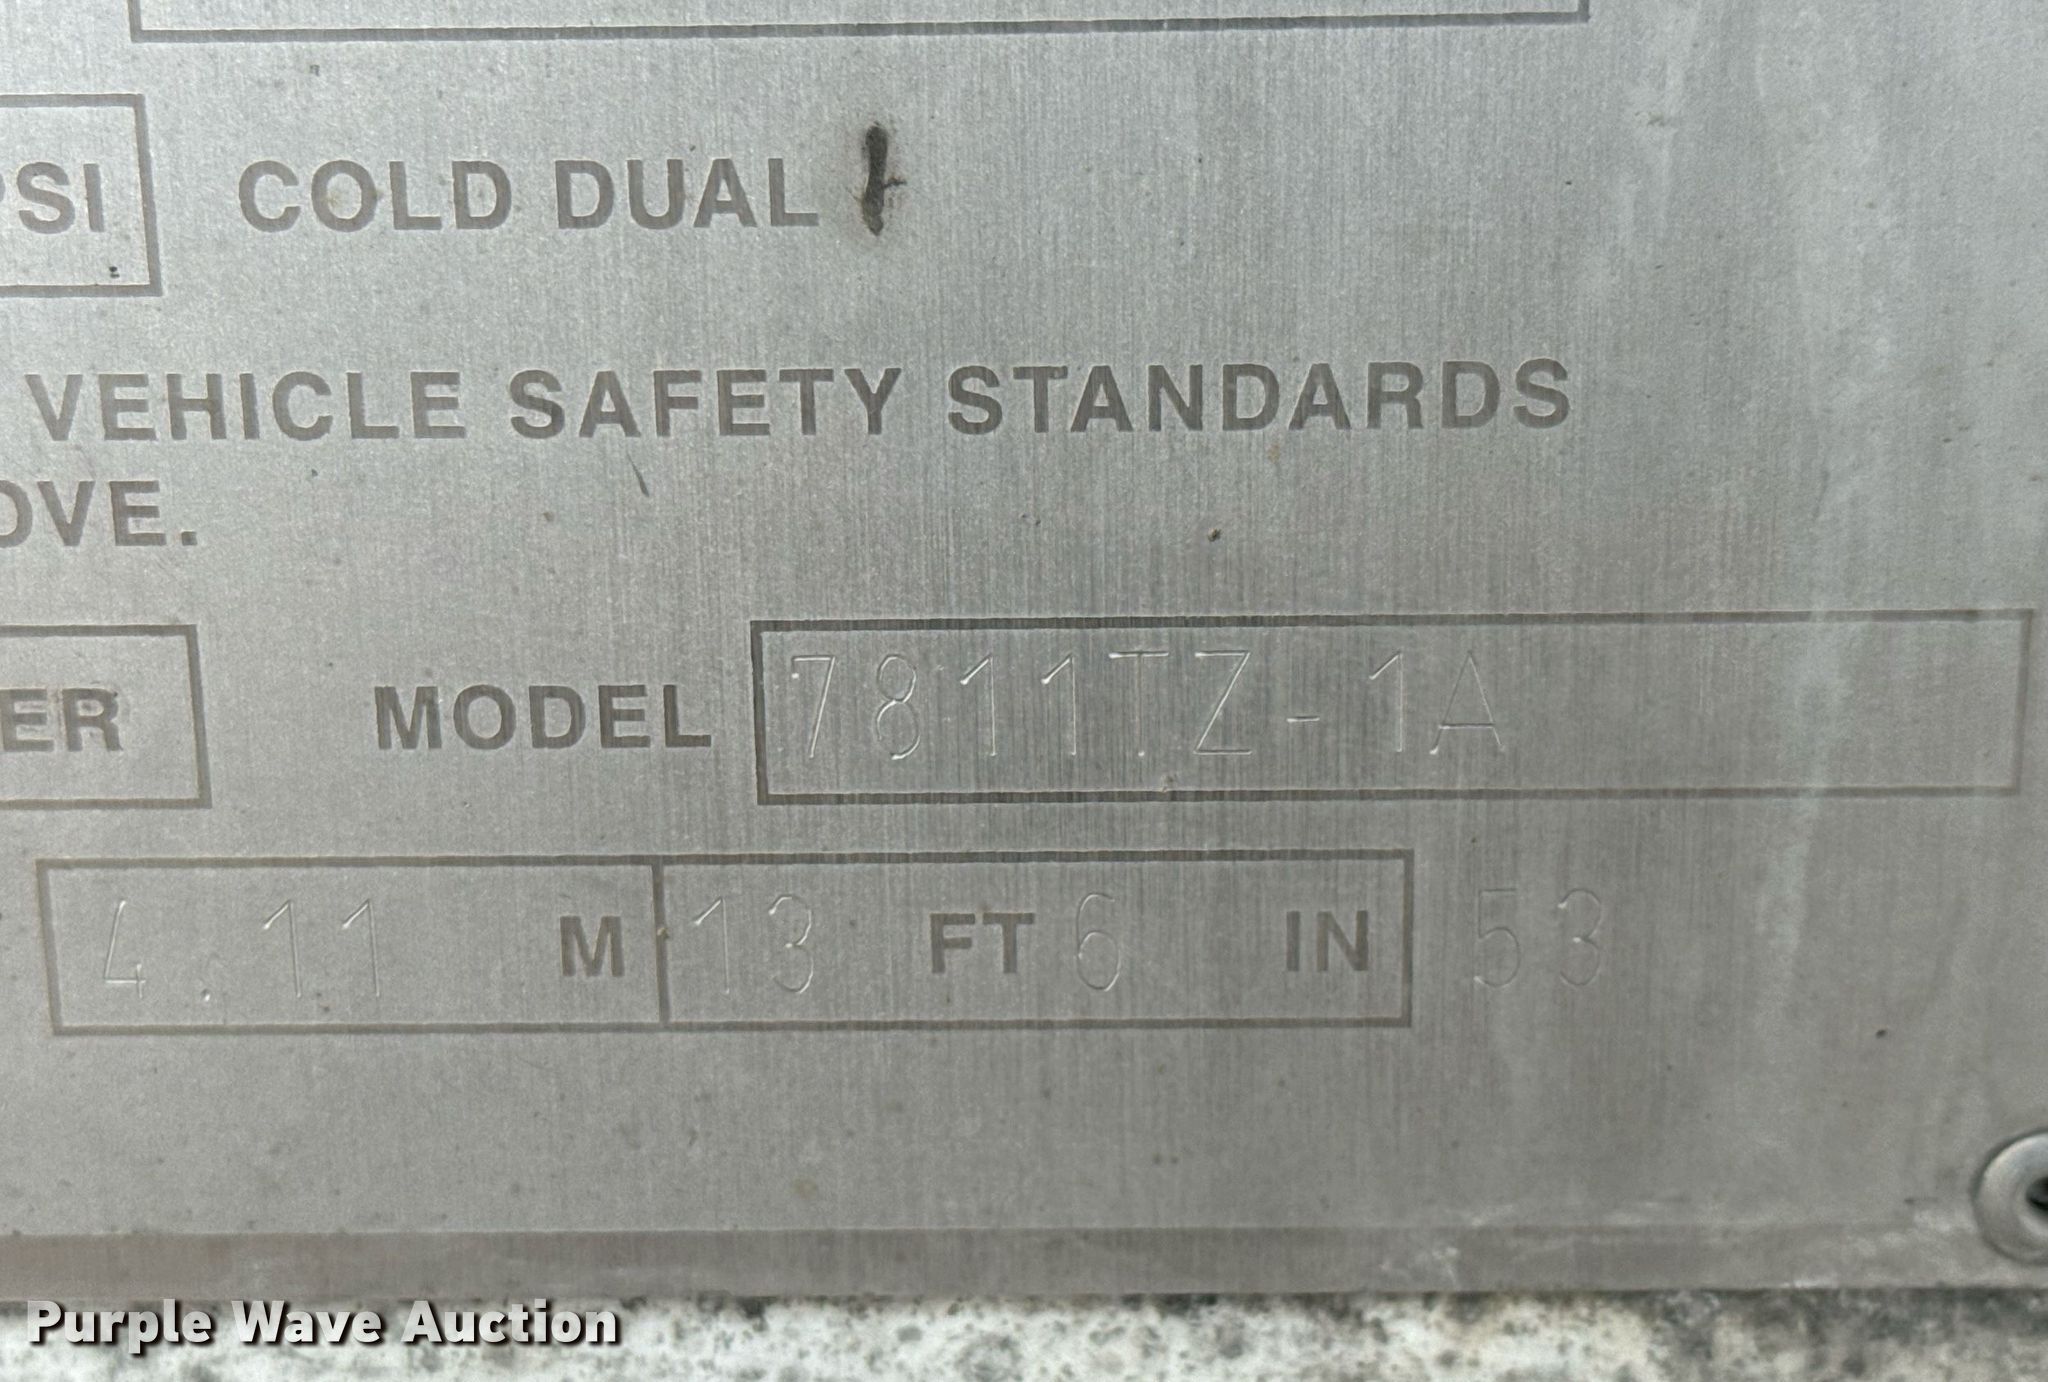 PSI COLD DUAL
VEHICLE SAFETY STANDARDS
OVE.
ER MODEL 7811TZ-1A
4.11 M 13 FT 6 IN 53
Purple Wave Auction